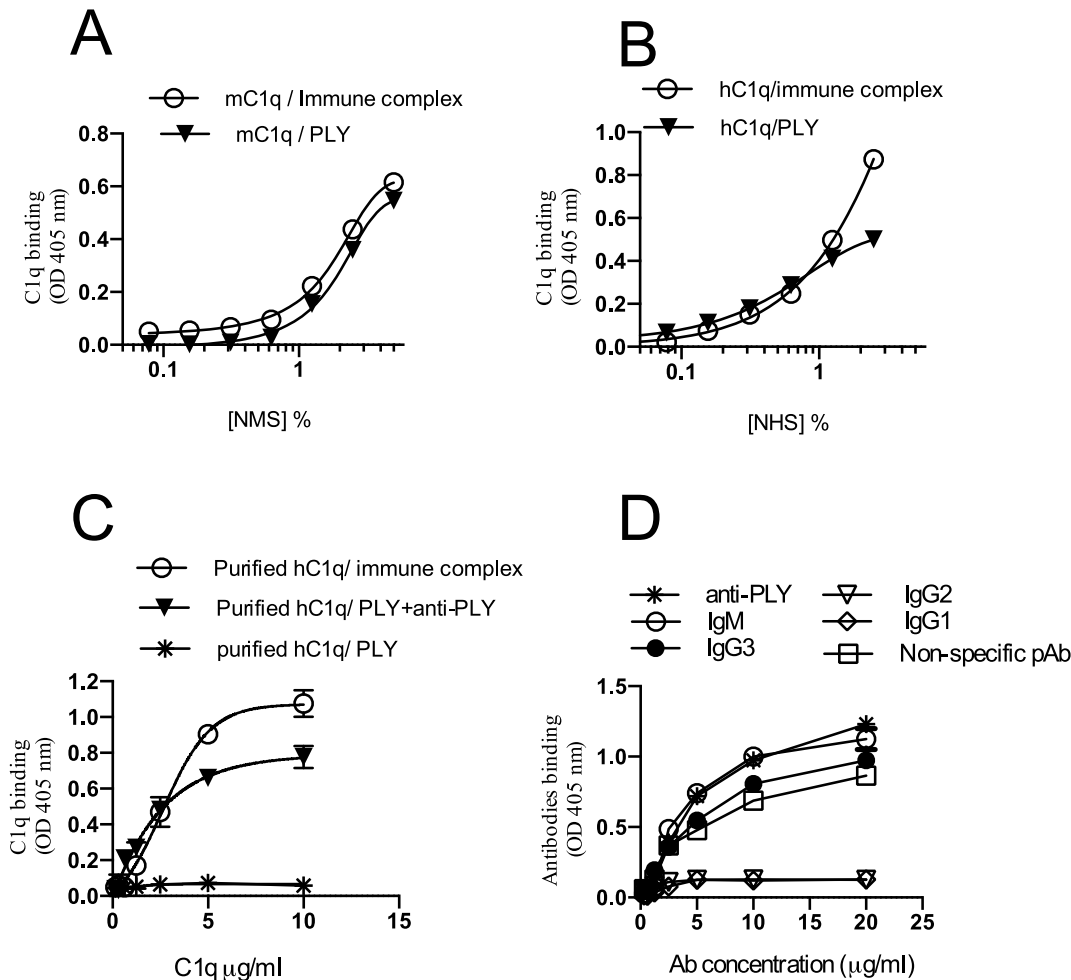 A
mC1q / Immune complex
mC1q / PLY
0.8
0.6
0.4
0.2
0.0
C1q binding
(OD 405 nm)
0.1
1
[NMS] %
B
hC1q/immune complex
hC1q/PLY
1.0
0.8
0.6
0.4
0.2
0.0
C1q binding
(OD 405 nm)
0.1
1
[NHS] %
C
Purified hC1q/ immune complex
Purified hC1q/ PLY+anti-PLY
purified hC1q/ PLY
1.2
1.0
0.8
0.6
0.4
0.2
0.0
C1q binding
(OD 405 nm)
0
5
10
15
C1q µg/ml
D
anti-PLY
IgM
IgG3
IgG2
IgG1
Non-specific pAb
1.5
1.0
0.5
0.0
Antibodies binding
(OD 405 nm)
0
5
10
15
20
25
Ab concentration (µg/ml)